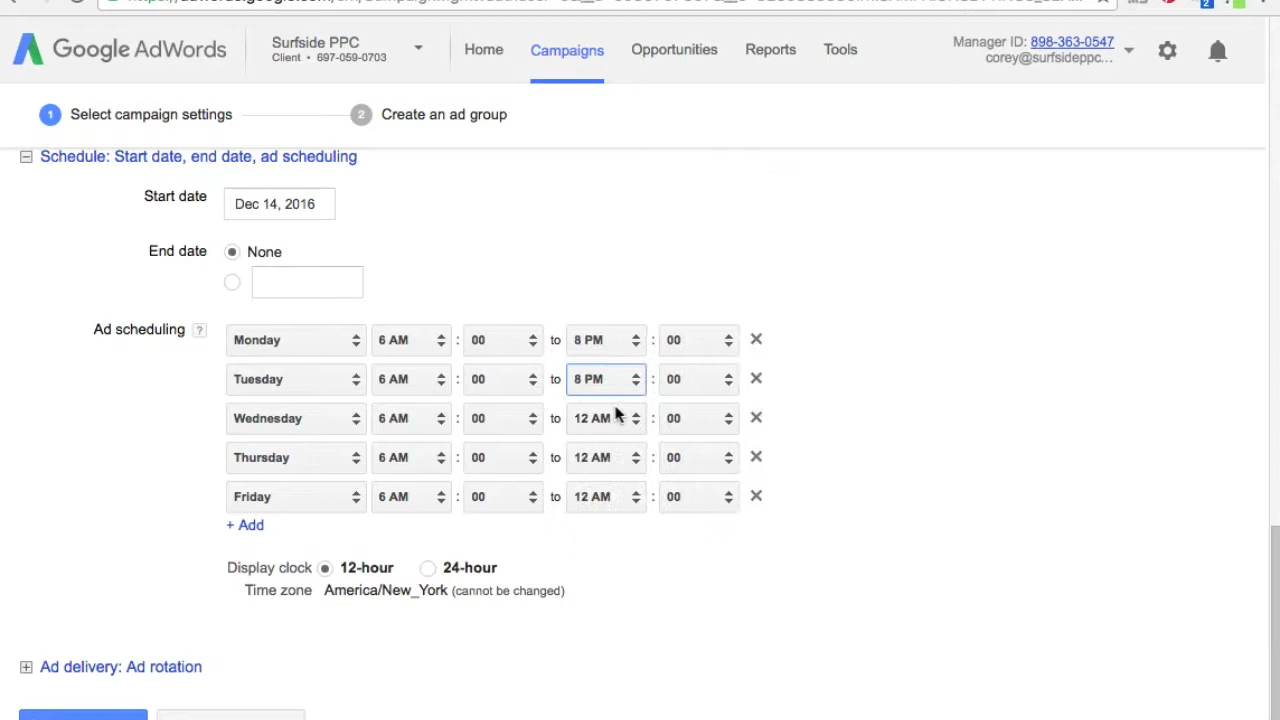 Google AdWords
Surfside PPC
Client • 697-059-0703
Home
Campaigns
Opportunities
Reports
Tools
Manager ID: 898-363-0547
corey@surfsideppc...
1 Select campaign settings
2 Create an ad group
Schedule: Start date, end date, ad scheduling
Start date
Dec 14, 2016
End date
None
Ad scheduling ?
Monday 6 AM : 00 to 8 PM : 00
Tuesday 6 AM : 00 to 8 PM : 00
Wednesday 6 AM : 00 to 12 AM : 00
Thursday 6 AM : 00 to 12 AM : 00
Friday 6 AM : 00 to 12 AM : 00
+ Add
Display clock 12-hour 24-hour
Time zone America/New_York (cannot be changed)
Ad delivery: Ad rotation